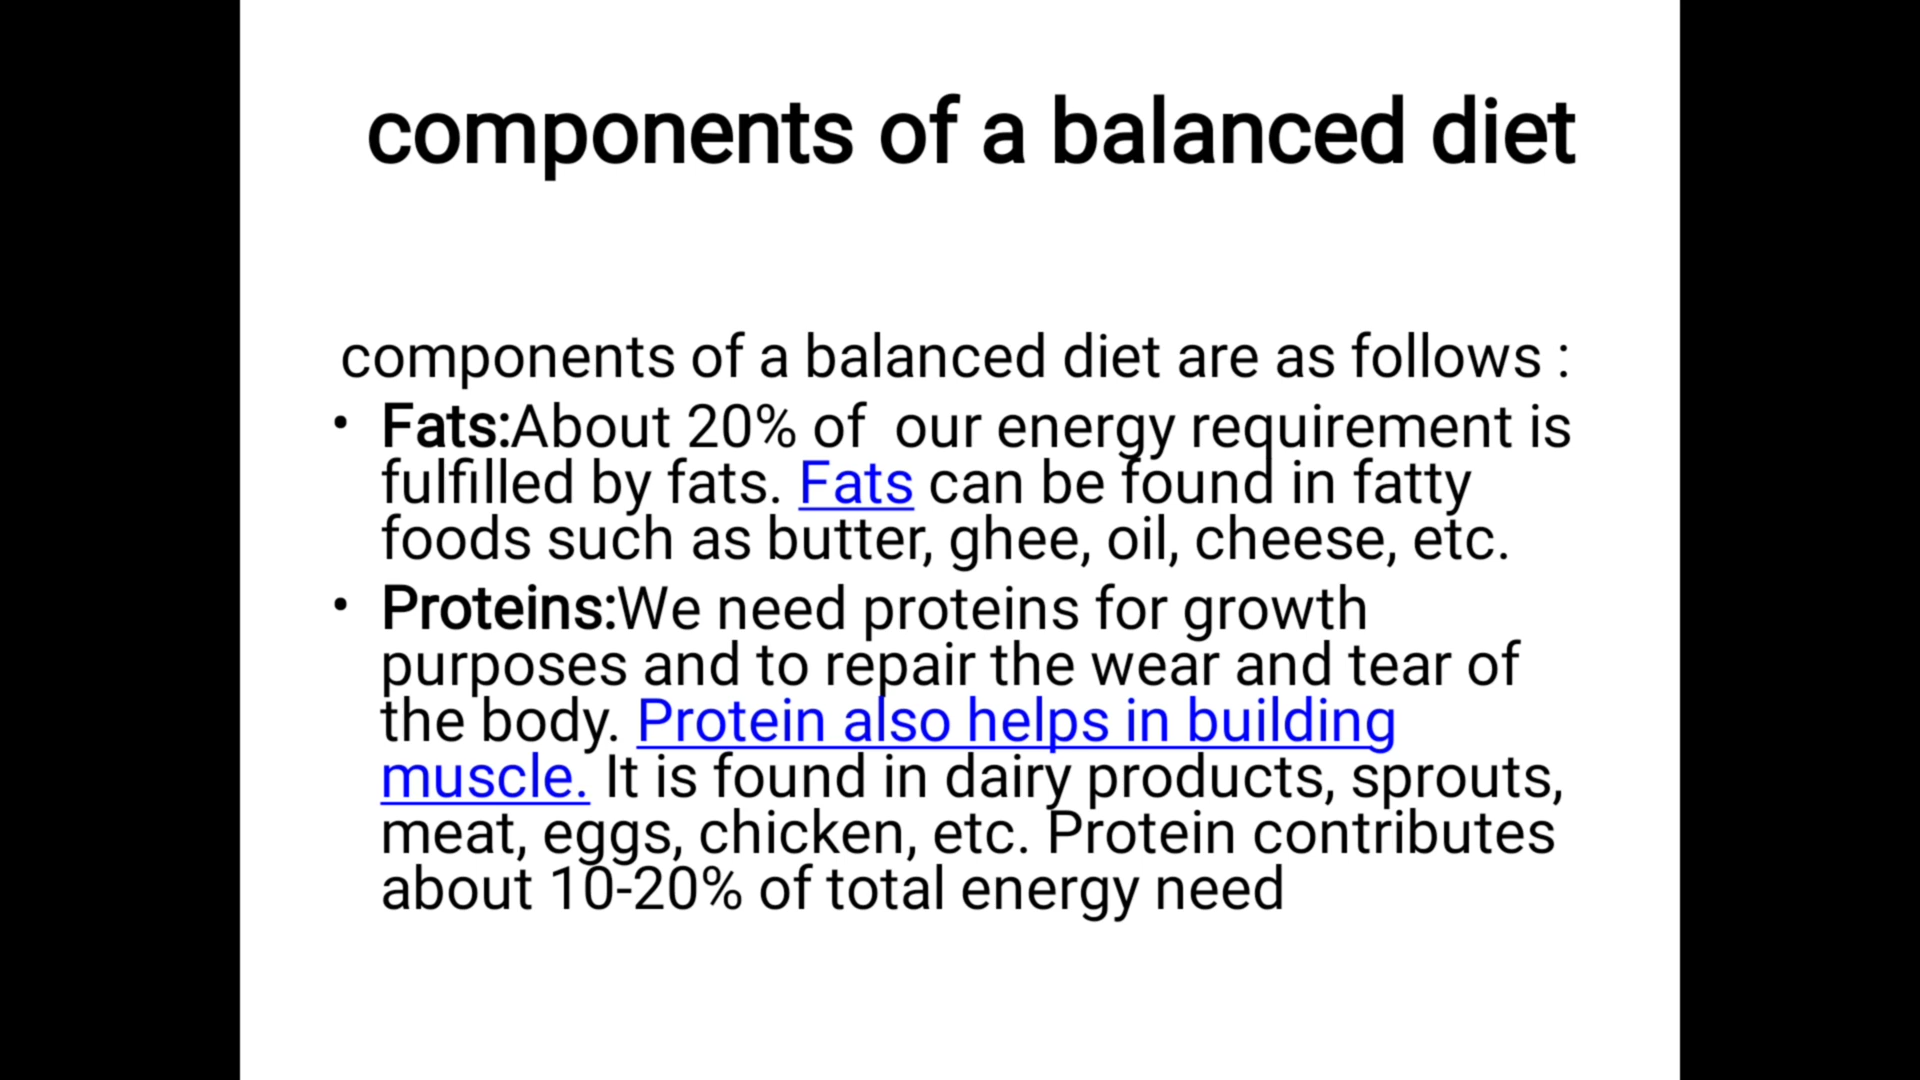 components of a balanced diet
components of a balanced diet are as follows :
• Fats:About 20% of  our energy requirement is
fulfilled by fats. Fats can be found in fatty
foods such as butter, ghee, oil, cheese, etc.
• Proteins:We need proteins for growth
purposes and to repair the wear and tear of
the body. Protein also helps in building
muscle. It is found in dairy products, sprouts,
meat, eggs, chicken, etc. Protein contributes
about 10-20% of total energy need